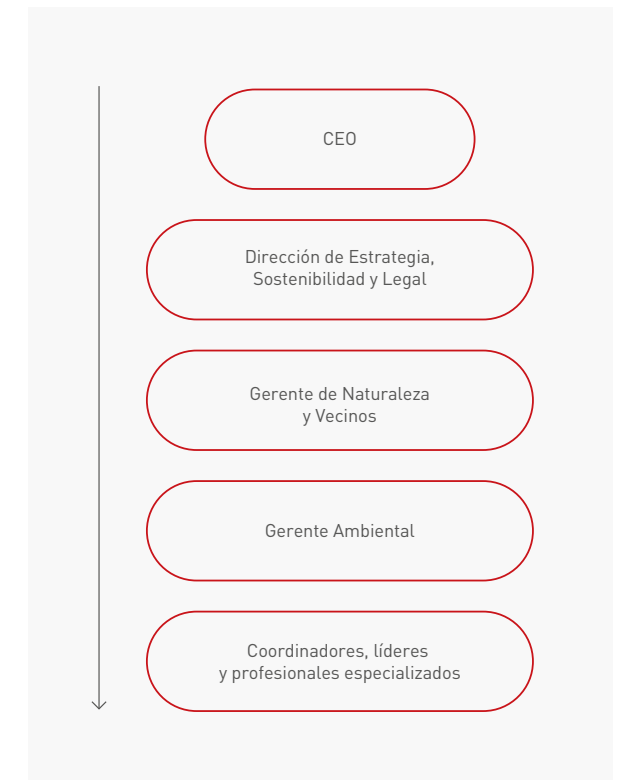 CEO
Dirección de Estrategia,
Sostenibilidad y Legal
Gerente de Naturaleza
y Vecinos
Gerente Ambiental
Coordinadores, líderes
y profesionales especializados